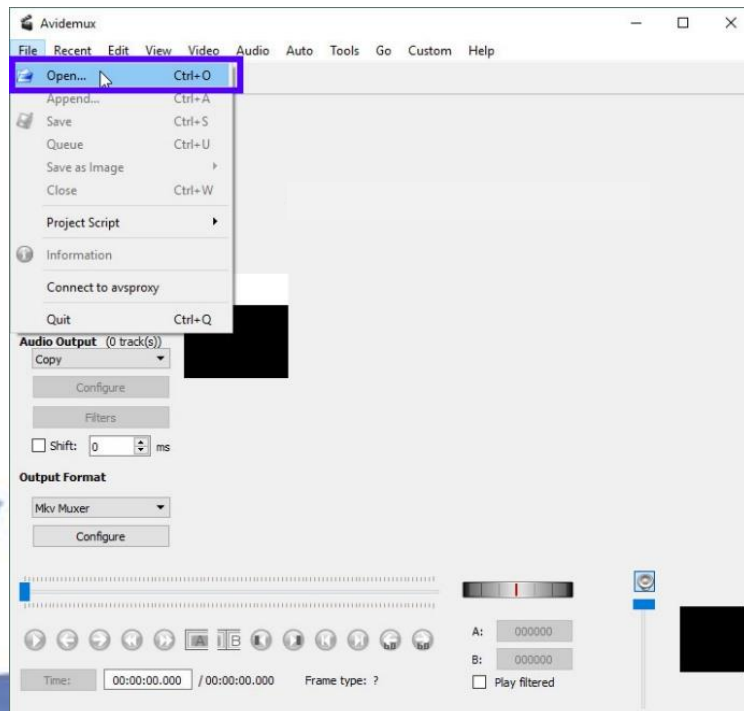 Avidemux
File Recent Edit View Video Audio Auto Tools Go Custom Help
Open... Ctrl+O
Append... Ctrl+A
Save Ctrl+S
Queue Ctrl+U
Save as Image
Close Ctrl+W
Project Script
Information
Connect to avsproxy
Quit Ctrl+Q
Audio Output (0 track(s))
Copy
Configure
Filters
Shift: 0 ms
Output Format
Mkv Muxer
Configure
A B
60 60
A: 000000
B: 000000
Time: 00:00:00.000 / 00:00:00.000 Frame type: ?
Play filtered